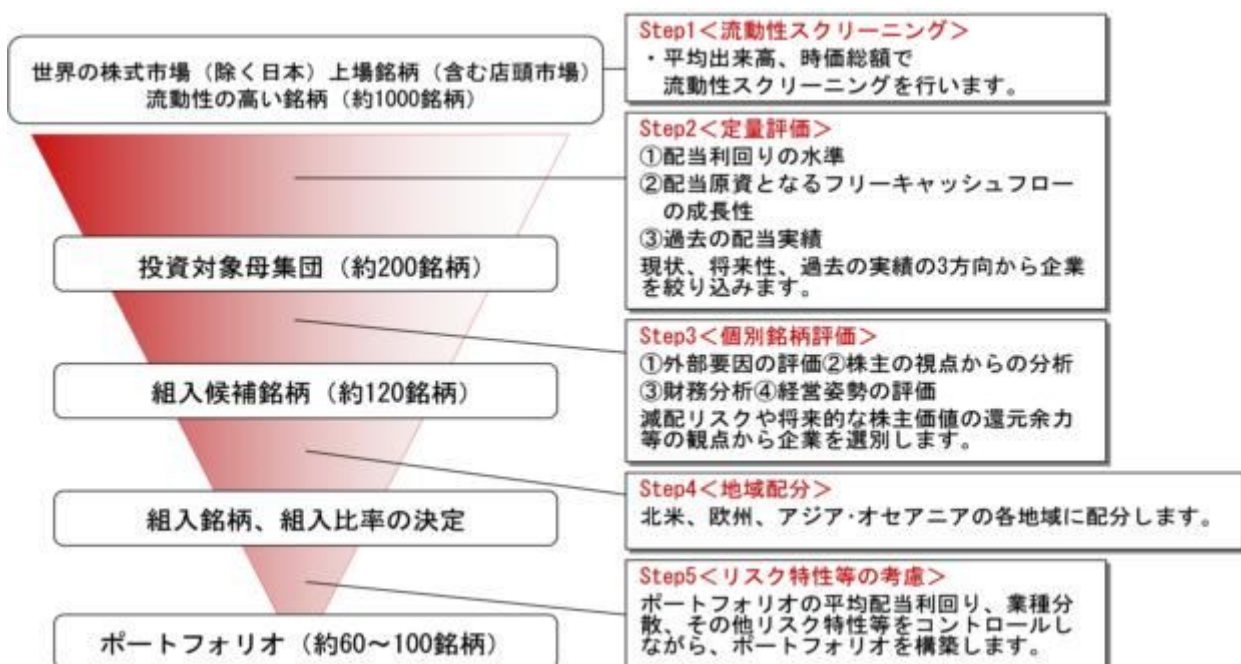 世界の株式市場（除く日本）上場銘柄（含む店頭市場）
流動性の高い銘柄（約1000銘柄）
Step1＜流動性スクリーニング＞
・平均出来高、時価総額で
流動性スクリーニングを行います。
Step2＜定量評価＞
①配当利回りの水準
②配当原資となるフリーキャッシュフロー
の成長性
③過去の配当実績
現状、将来性、過去の実績の3方向から企業
を絞り込みます。
投資対象母集団（約200銘柄）
Step3＜個別銘柄評価＞
①外部要因の評価②株主の視点からの分析
③財務分析④経営姿勢の評価
減配リスクや将来的な株主価値の還元余力
等の観点から企業を選別します。
組入候補銘柄（約120銘柄）
Step4＜地域配分＞
北米、欧州、アジア・オセアニアの各地域に配分します。
組入銘柄、組入比率の決定
Step5＜リスク特性等の考慮＞
ポートフォリオの平均配当利回り、業種分
散、その他リスク特性等をコントロールし
ながら、ポートフォリオを構築します。
ポートフォリオ（約60～100銘柄）